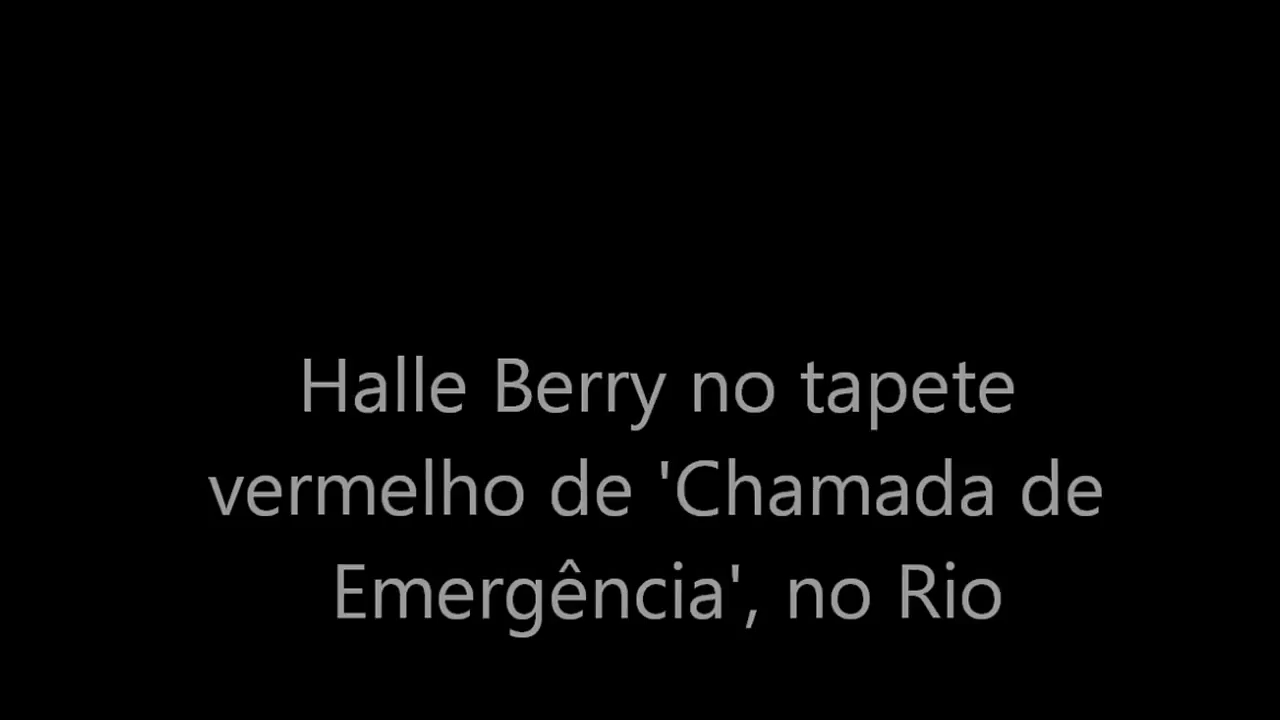 Halle Berry no tapete
vermelho de 'Chamada de
Emergência', no Rio